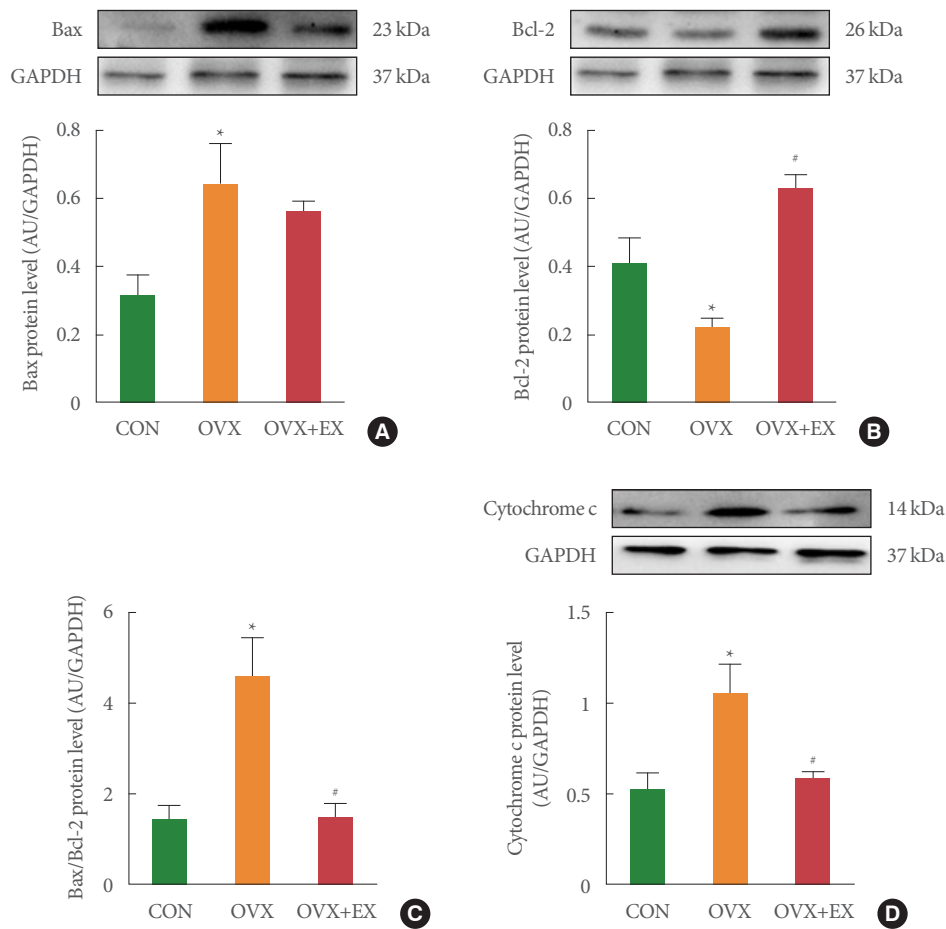 Bax
23 kDa
GAPDH
37 kDa
Bax protein level (AU/GAPDH)
0.8
0.6
0.4
0.2
0
*
CON
OVX
OVX+EX
A
Bcl-2
26 kDa
GAPDH
37 kDa
Bcl-2 protein level (AU/GAPDH)
0.8
0.6
0.4
0.2
0
*
#
CON
OVX
OVX+EX
B
Bax/Bcl-2 protein level (AU/GAPDH)
6
4
2
0
*
#
CON
OVX
OVX+EX
C
Cytochrome c
14 kDa
GAPDH
37 kDa
Cytochrome c protein level
(AU/GAPDH)
1.5
1
0.5
0
*
#
CON
OVX
OVX+EX
D